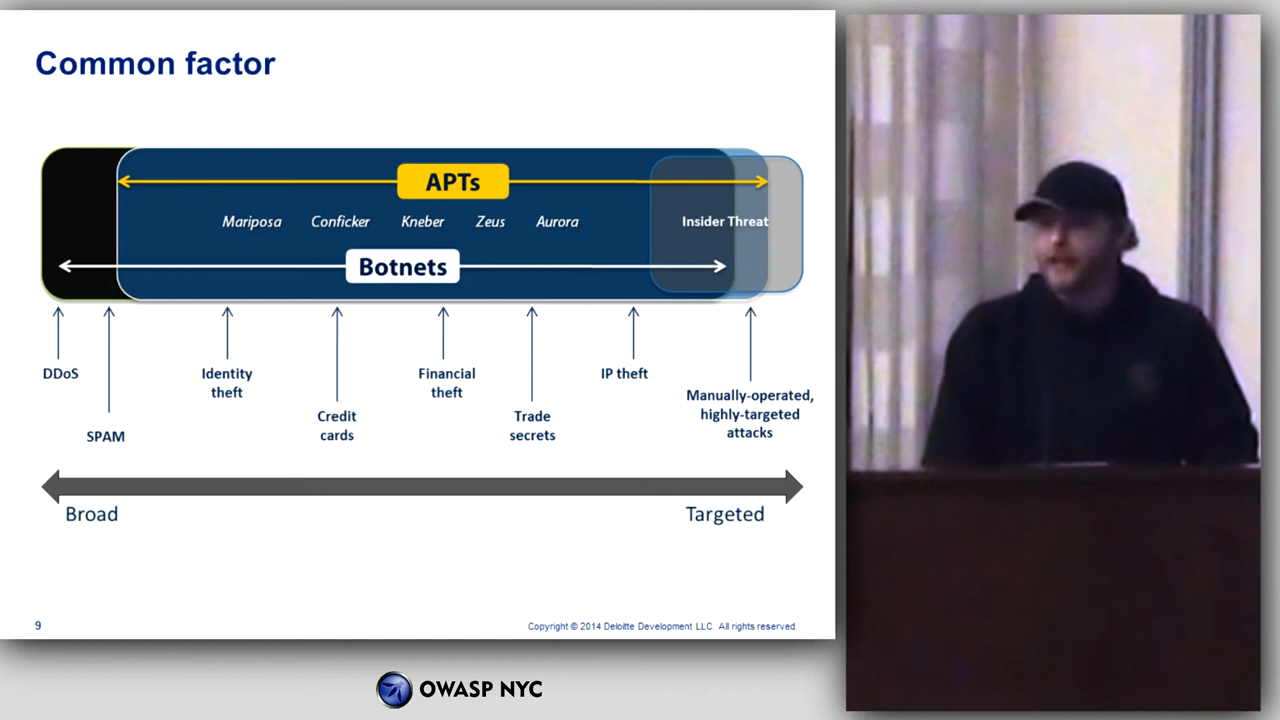 Common factor
APTs
Mariposa Conficker Kneber Zeus Aurora
Insider Threat
Botnets
DDoS
SPAM
Identity
theft
Credit
cards
Financial
theft
Trade
secrets
IP theft
Manually-operated,
highly-targeted
attacks
Broad
Targeted
9
Copyright © 2014 Deloitte Development LLC. All rights reserved.
OWASP NYC